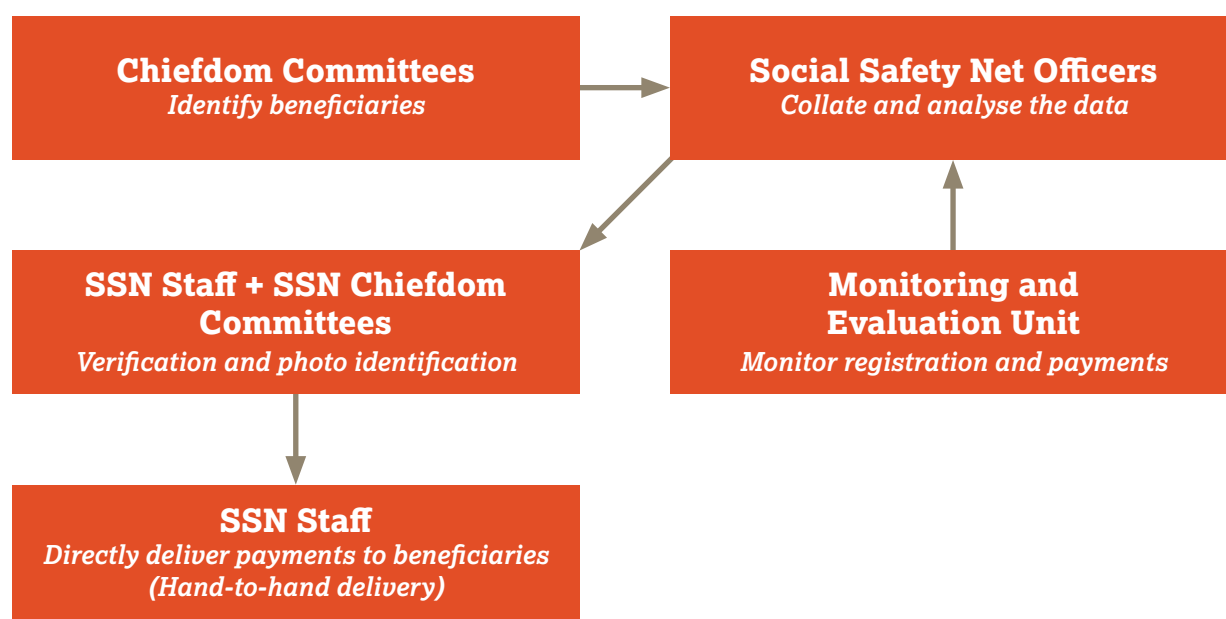 Chiefdom Committees
Identify beneficiaries
Social Safety Net Officers
Collate and analyse the data
SSN Staff + SSN Chiefdom
Committees
Verification and photo identification
Monitoring and
Evaluation Unit
Monitor registration and payments
SSN Staff
Directly deliver payments to beneficiaries
(Hand-to-hand delivery)